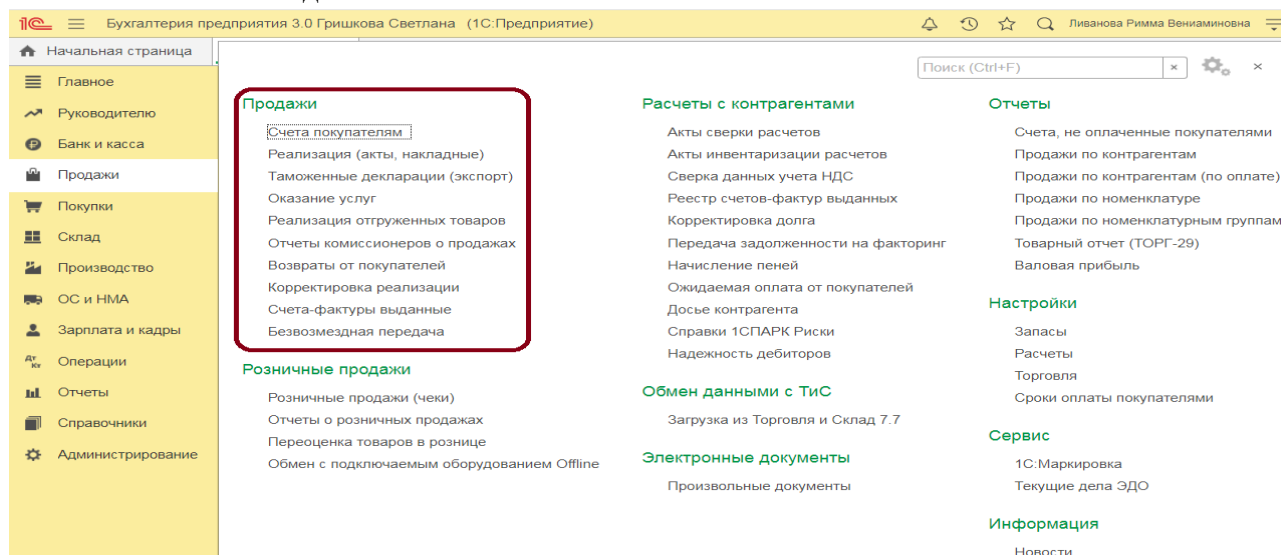 1С Бухгалтерия предприятия 3.0 Гришкова Светлана (1С:Предприятие) Ливанова Римма Вениаминовна
Начальная страница
Поиск (Ctrl+F) × ×
Главное
Руководителю
Банк и касса
Продажи
Покупки
Склад
Производство
ОС и НМА
Зарплата и кадры
Дт Кт Операции
Отчеты
Справочники
Администрирование
Продажи
Счета покупателям
Реализация (акты, накладные)
Таможенные декларации (экспорт)
Оказание услуг
Реализация отгруженных товаров
Отчеты комиссионеров о продажах
Возвраты от покупателей
Корректировка реализации
Счета-фактуры выданные
Безвозмездная передача
Розничные продажи
Розничные продажи (чеки)
Отчеты о розничных продажах
Переоценка товаров в рознице
Обмен с подключаемым оборудованием Offline
Расчеты с контрагентами
Акты сверки расчетов
Акты инвентаризации расчетов
Сверка данных учета НДС
Реестр счетов-фактур выданных
Корректировка долга
Передача задолженности на факторинг
Начисление пеней
Ожидаемая оплата от покупателей
Досье контрагента
Справки 1СПАРК Риски
Надежность дебиторов
Обмен данными с ТиС
Загрузка из Торговля и Склад 7.7
Электронные документы
Произвольные документы
Отчеты
Счета, не оплаченные покупателями
Продажи по контрагентам
Продажи по контрагентам (по оплате)
Продажи по номенклатуре
Продажи по номенклатурным группам
Товарный отчет (ТОРГ-29)
Валовая прибыль
Настройки
Запасы
Расчеты
Торговля
Сроки оплаты покупателями
Сервис
1С:Маркировка
Текущие дела ЭДО
Информация
Новости